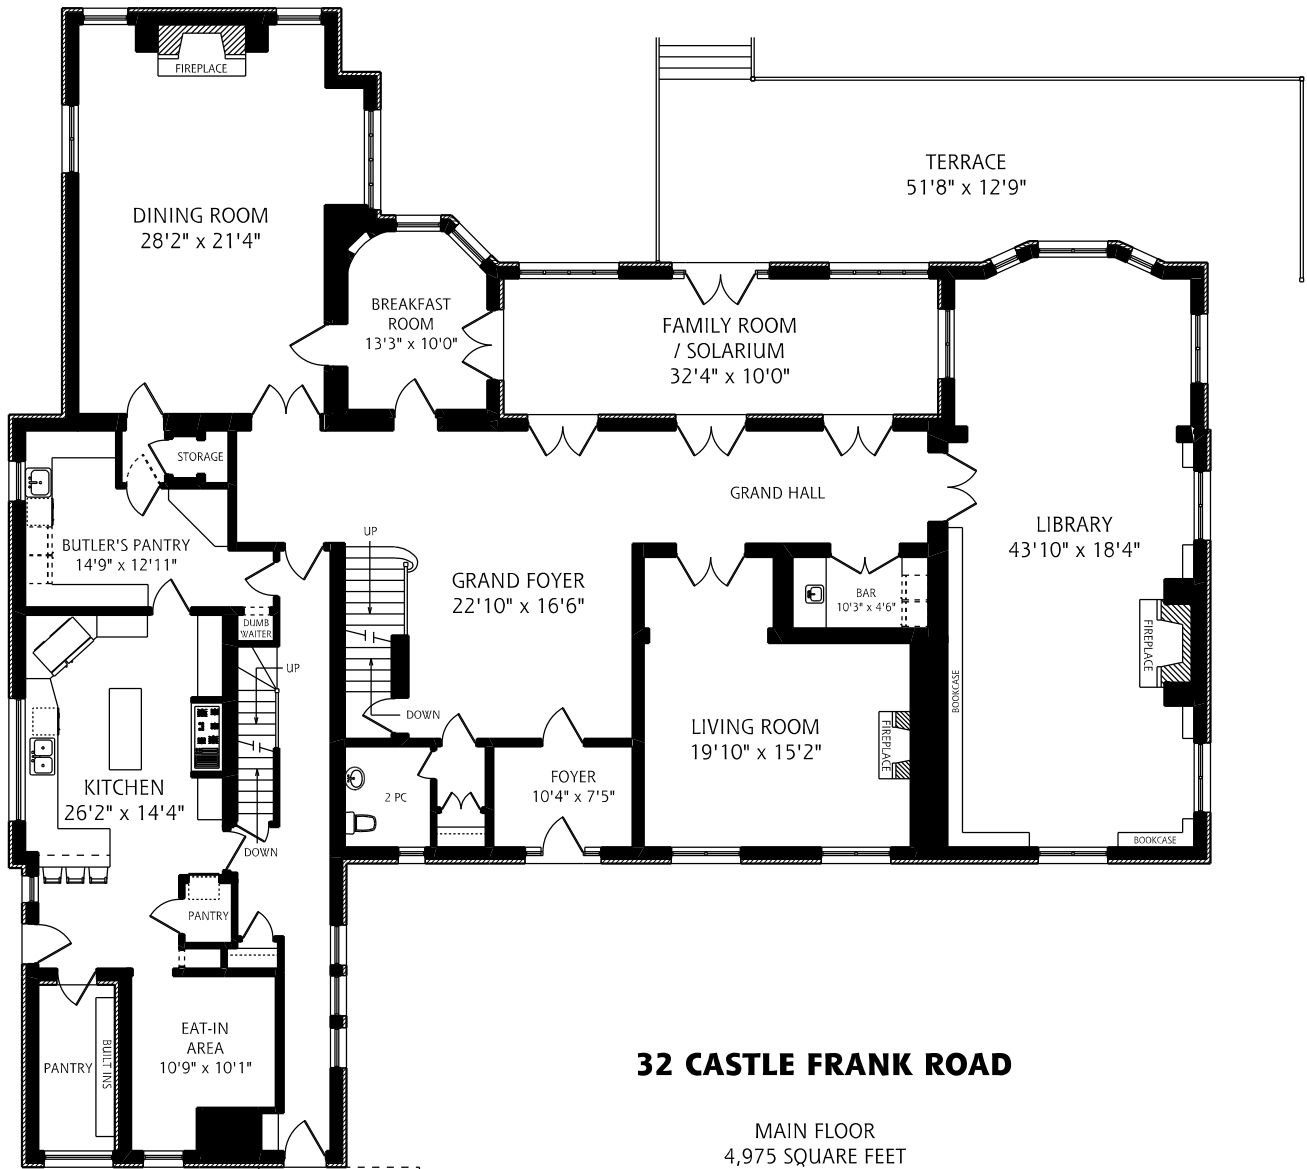 FIREPLACE
TERRACE
51'8" x 12'9"
DINING ROOM
28'2" x 21'4"
BREAKFAST
ROOM
13'3" x 10'0"
FAMILY ROOM
/ SOLARIUM
32'4" x 10'0"
STORAGE
GRAND HALL
LIBRARY
43'10" x 18'4"
BUTLER'S PANTRY
14'9" x 12'11"
UP
GRAND FOYER
22'10" x 16'6"
BAR
10'3" x 4'6"
DUMB
WAITER
UP
FIREPLACE
BOOKCASE
DOWN
LIVING ROOM
19'10" x 15'2"
FIREPLACE
KITCHEN
26'2" x 14'4"
2 PC
FOYER
10'4" x 7'5"
BOOKCASE
DOWN
PANTRY
EAT-IN
AREA
10'9" x 10'1"
PANTRY
BUILT INS
32 CASTLE FRANK ROAD
MAIN FLOOR
4,975 SQUARE FEET